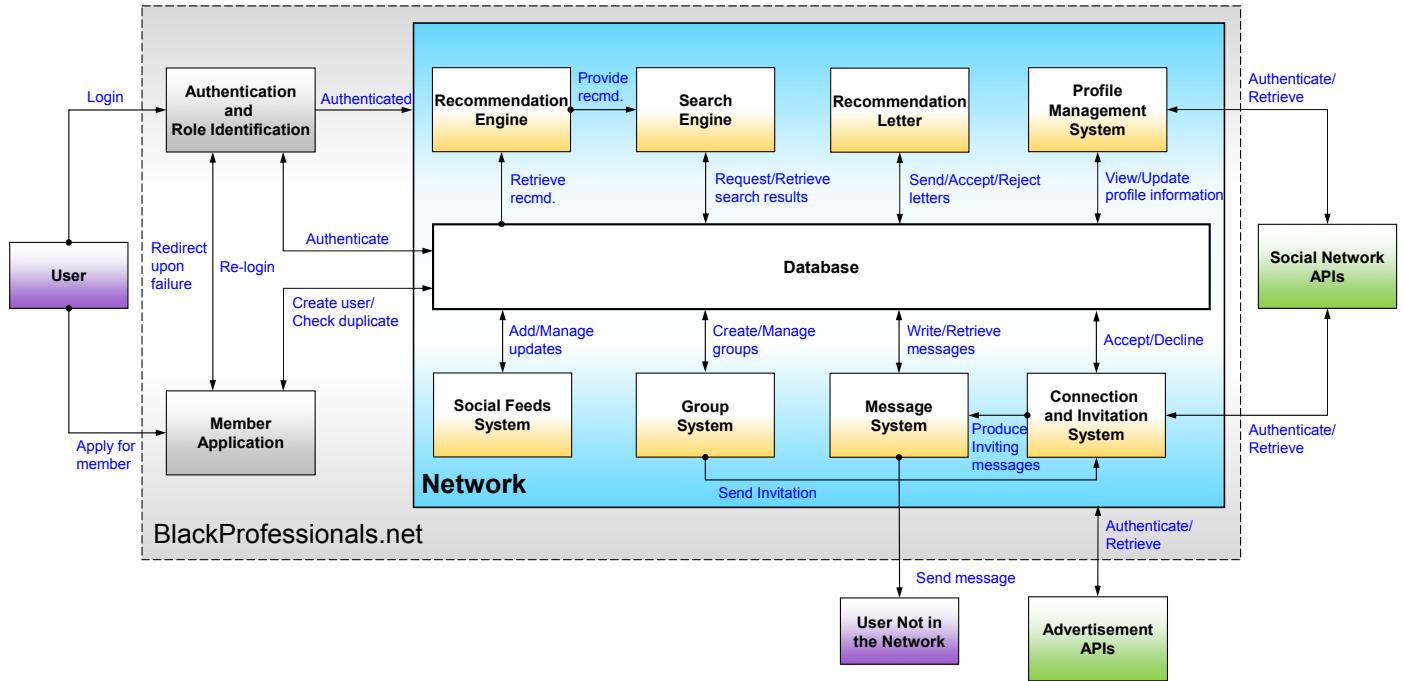 Login
Authentication
and
Role Identification
Authenticated
Recommendation
Engine
Provide
recmd.
Search
Engine
Recommendation
Letter
Profile
Management
System
Authenticate/
Retrieve
Retrieve
recmd.
Request/Retrieve
search results
Send/Accept/Reject
letters
View/Update
profile information
User
Redirect
upon
failure
Re-login
Authenticate
Database
Social Network
APIs
Create user/
Check duplicate
Add/Manage
updates
Create/Manage
groups
Write/Retrieve
messages
Accept/Decline
Apply for
member
Member
Application
Social Feeds
System
Group
System
Message
System
Produce
Inviting
messages
Connection
and Invitation
System
Authenticate/
Retrieve
Network
Send Invitation
BlackProfessionals.net
Authenticate/
Retrieve
Send message
User Not in
the Network
Advertisement
APIs